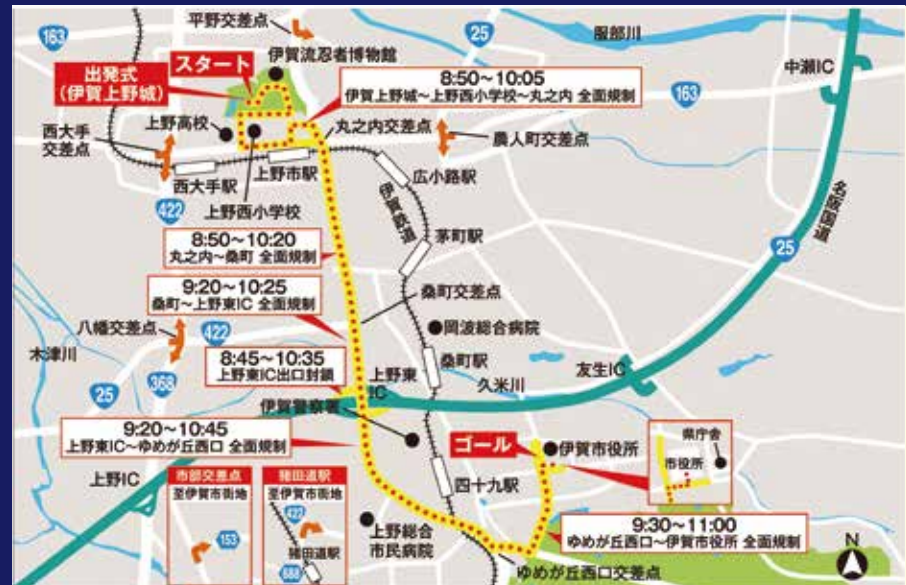 平野交差点
163
25
服部川
伊賀流忍者博物館
中瀬IC
スタート
出発式
(伊賀上野城)
8:50〜10:05
伊賀上野城〜上野西小学校〜丸之内 全面規制
163
上野高校
丸之内交差点
農人町交差点
西大手
交差点
西大手駅
上野市駅
広小路駅
名阪国道
422
上野西小学校
伊賀鉄道
茅町駅
25
8:50〜10:20
丸之内〜桑町 全面規制
9:20〜10:25
桑町〜上野東IC 全面規制
桑町交差点
八幡交差点
422
岡波総合病院
木津川
8:45〜10:35
上野東IC出口封鎖
上野東
IC
桑町駅
友生IC
368
25
久米川
伊賀警察署
9:20〜10:45
上野東IC〜ゆめが丘西口 全面規制
ゴール
伊賀市役所
県庁舎
市役所
上野IC
市部交差点
至伊賀市街地
153
猪田道駅
至伊賀市街地
422
猪田道駅
688
四十九駅
上野総合
市民病院
9:30〜11:00
ゆめが丘西口〜伊賀市役所 全面規制
ゆめが丘西口交差点
N